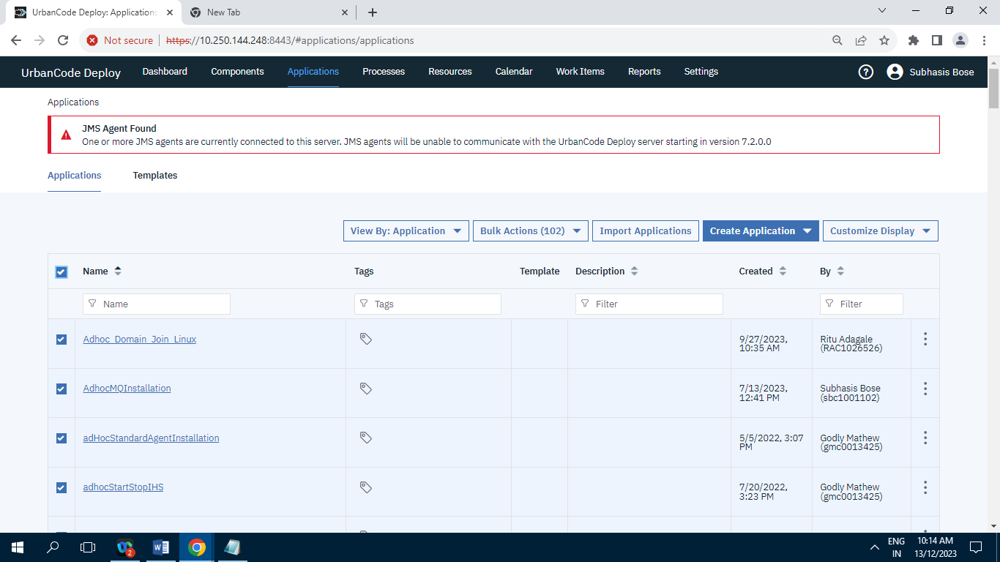 UrbanCode Deploy: Applications
New Tab
Not secure https://10.250.144.248:8443/#applications/applications
UrbanCode Deploy Dashboard Components Applications Processes Resources Calendar Work Items Reports Settings Subhasis Bose
Applications
JMS Agent Found
One or more JMS agents are currently connected to this server. JMS agents will be unable to communicate with the UrbanCode Deploy server starting in version 7.2.0.0
Applications Templates
View By: Application Bulk Actions (102) Import Applications Create Application Customize Display
Name Tags Template Description Created By
Name Tags Filter Filter
Adhoc_Domain_Join_Linux 9/27/2023, Ritu Adagale
10:35 AM (RAC1026526)
AdhocMQInstallation 7/13/2023, Subhasis Bose
12:41 PM (sbc1001102)
adHocStandardAgentInstallation 5/5/2022, 3:07 Godly Mathew
PM (gmc0013425)
adhocStartStopIHS 7/20/2022, Godly Mathew
3:23 PM (gmc0013425)
2
ENG 10:14 AM
IN 13/12/2023